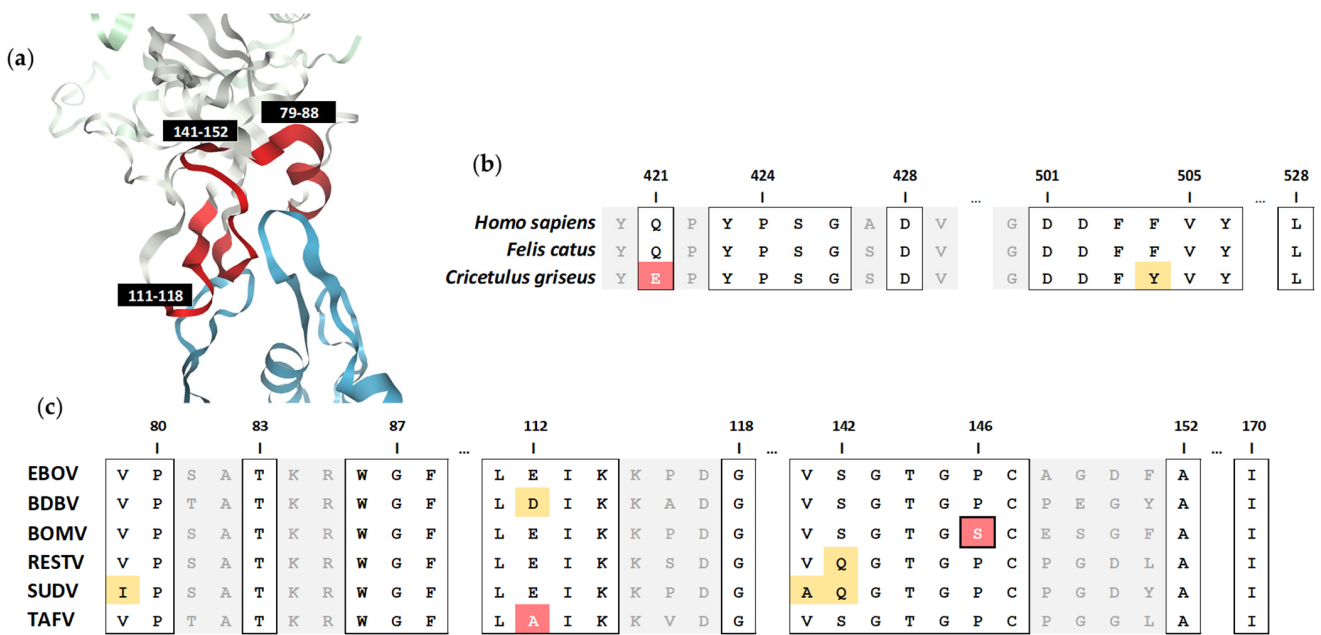 (a)
79-88
141-152
111-118
(b)
421 424 428 ... 501 505 ... 528
Homo sapiens Y Q P Y P S G A D V G D D F F V Y L
Felis catus Y Q P Y P S G S D V G D D F F V Y L
Cricetulus griseus Y E P Y P S G S D V G D D F Y V Y L
(c)
80 83 87 ... 112 118 ... 142 146 152 ... 170
EBOV V P S A T K R W G F L E I K K P D G V S G T G P C A G D F A I
BDBV V P T A T K R W G F L D I K K A D G V S G T G P C P E G Y A I
BOMV V P S A T K R W G F L E I K K P D G V S G T G S C E S G F A I
RESTV V P S A T K R W G F L E I K K S D G V Q G T G P C P G D L A I
SUDV I P S A T K R W G F L E I K K P D G A Q G T G P C P G D Y A I
TAFV V P T A T K R W G F L A I K K V D G V S G T G P C P G G L A I